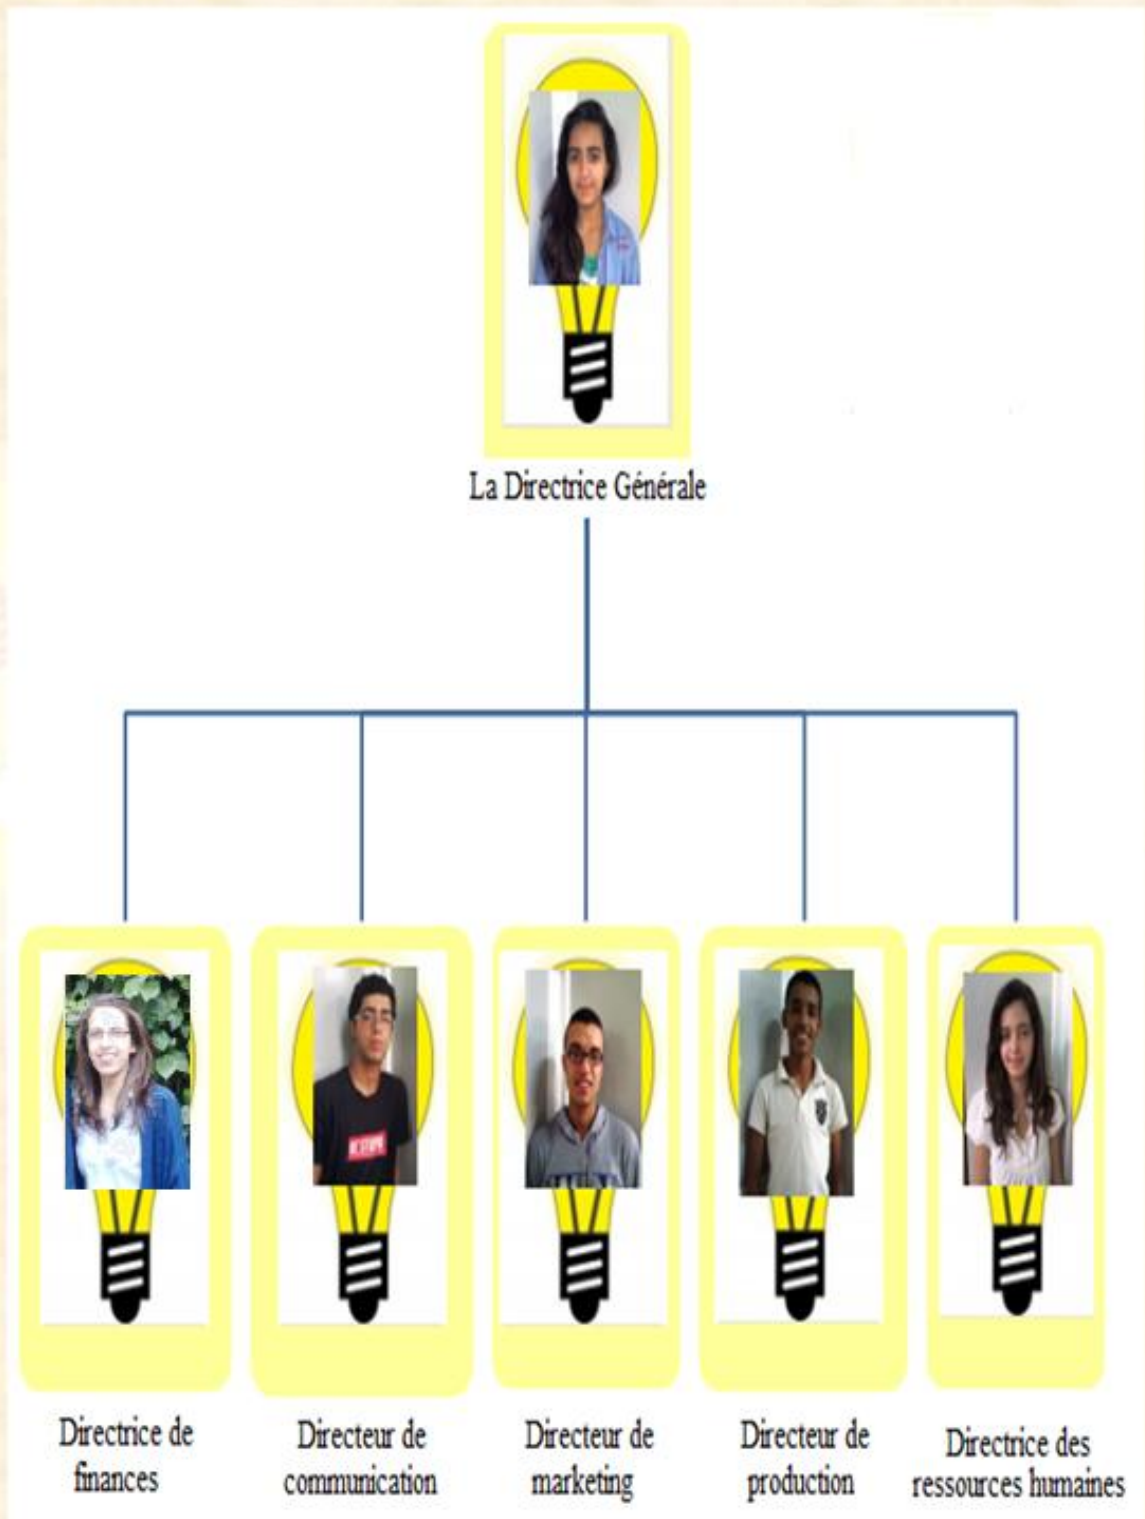 La Directrice Générale
Directrice de
finances
Directeur de
communication
Directeur de
marketing
Directeur de
production
Directrice des
ressources humaines